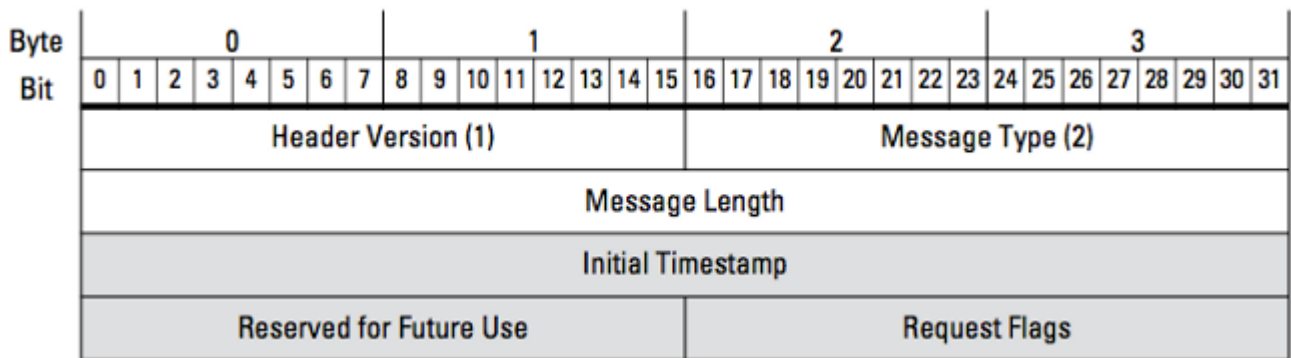 Byte 0 1 2 3
Bit 0 1 2 3 4 5 6 7 8 9 10 11 12 13 14 15 16 17 18 19 20 21 22 23 24 25 26 27 28 29 30 31
Header Version (1) Message Type (2)
Message Length
Initial Timestamp
Reserved for Future Use Request Flags